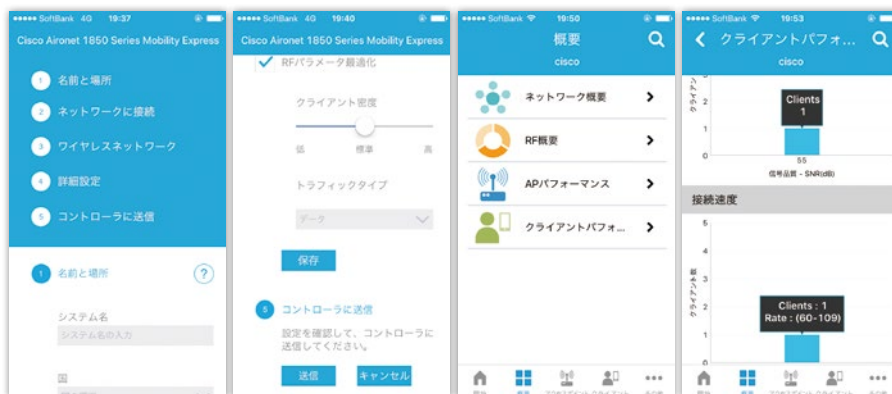 SoftBank 4G 19:37
Cisco Aironet 1850 Series Mobility Express
1 名前と場所
2 ネットワークに接続
3 ワイヤレスネットワーク
4 詳細設定
5 コントローラに送信
1 名前と場所 ?
システム名
システム名の入力
国
SoftBank 4G 19:40
Cisco Aironet 1850 Series Mobility Express
RFパラメータ最適化
クライアント密度
低 標準 高
トラフィックタイプ
データ
保存
5 コントローラに送信
設定を確認して、コントローラに
送信してください。
送信 キャンセル
SoftBank 19:50
概要
cisco
ネットワーク概要
RF概要
APパフォーマンス
クライアントパフォ...
SoftBank 19:53
クライアントパフォ...
cisco
2
Clients
1
1
0
55
信号品質 - SNR(dB)
接続速度
5
4
3
クライアント数
2
Clients : 1
Rate : (60-109)
1
0